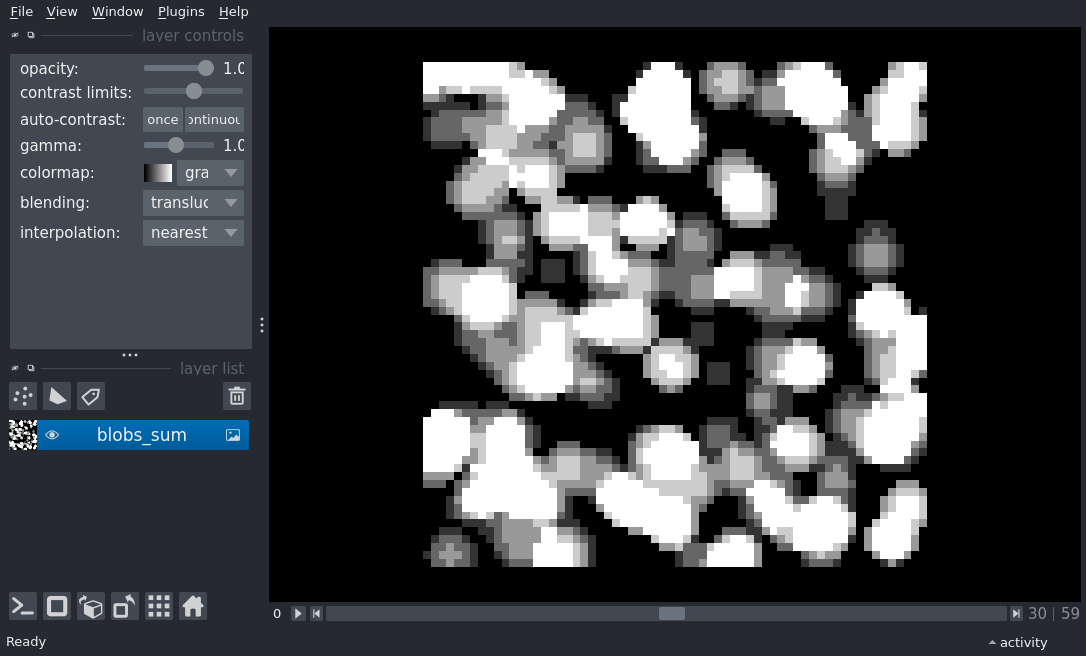 File View Window Plugins Help
layer controls
opacity: 1.0
contrast limits:
auto-contrast: once ontinuou
gamma: 1.0
colormap: gra
blending: transluc
interpolation: nearest
layer list
blobs_sum
0 30 | 59
Ready activity